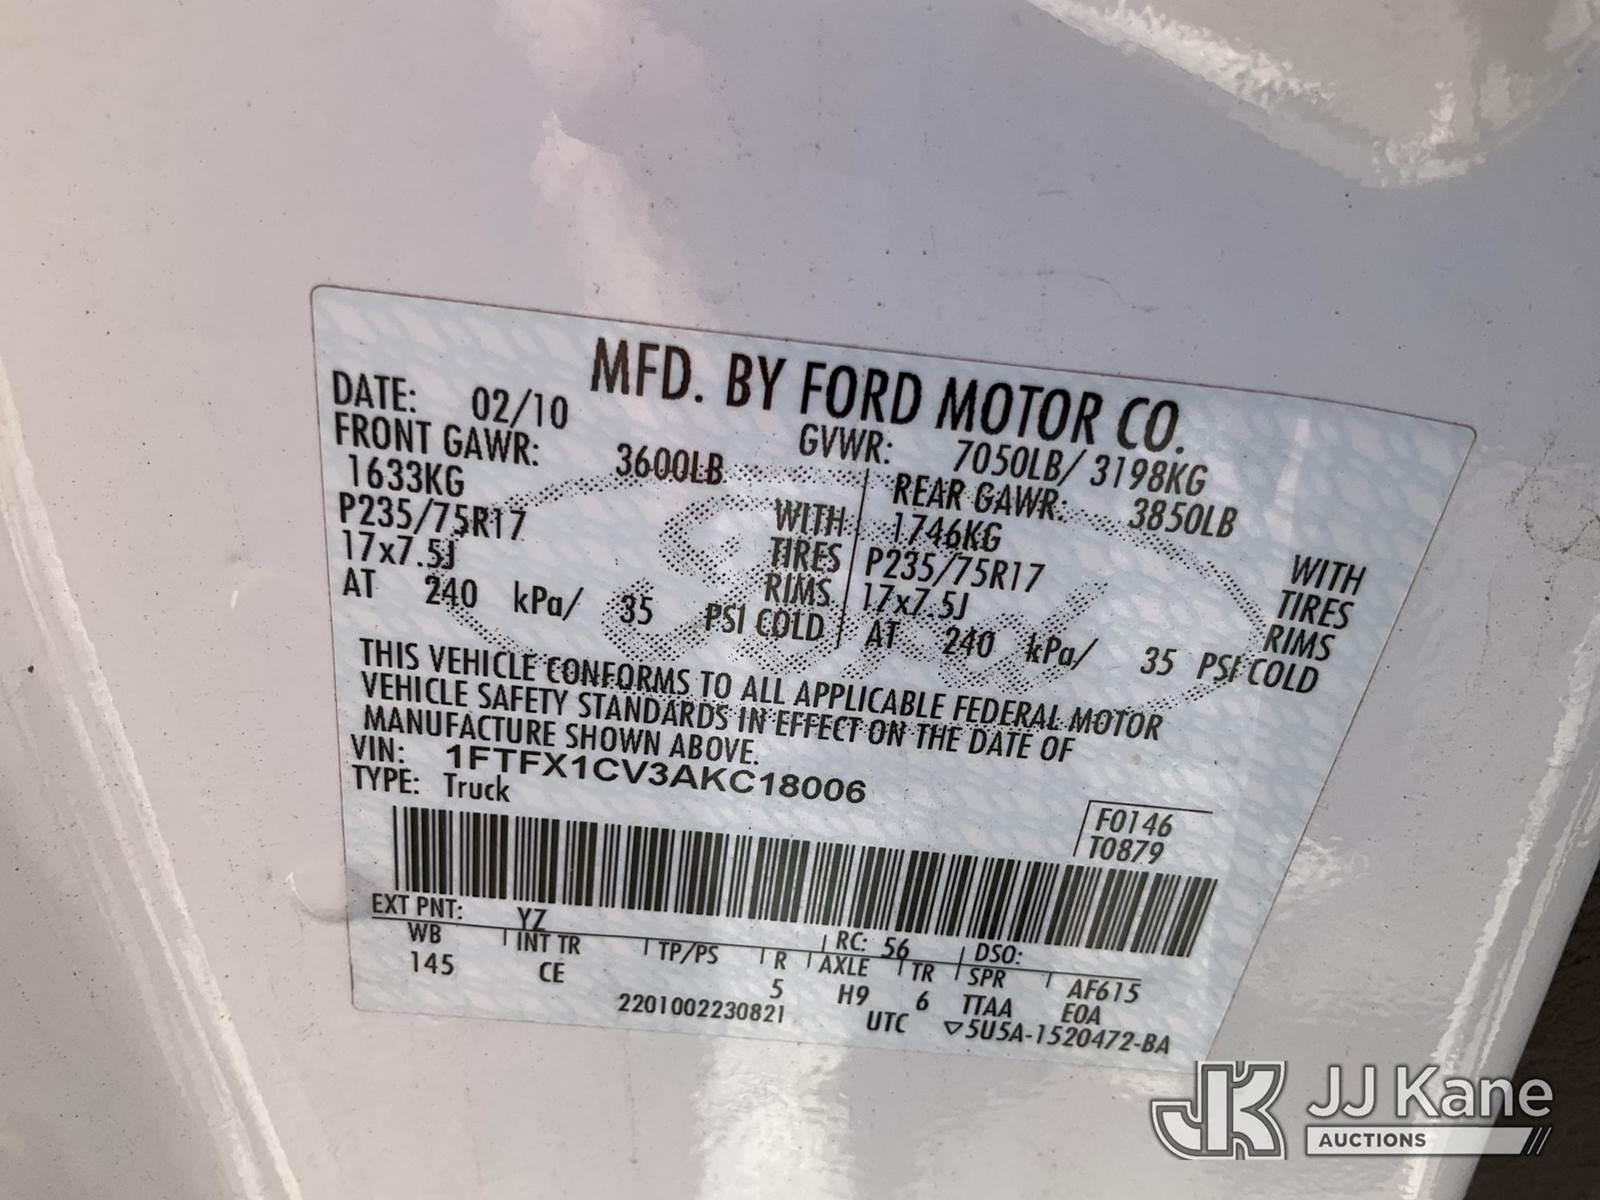 MFD. BY FORD MOTOR CO.
DATE: 02/10 GVWR: 7050LB/ 3198KG
FRONT GAWR: 3600LB REAR GAWR: 3850LB
1633KG WITH 1746KG WITH
P235/75R17 TIRES P235/75R17 TIRES
17x7.5J RIMS 17x7.5J RIMS
AT 240 kPa/ 35 PSI COLD AT 240 kPa/ 35 PSI COLD
THIS VEHICLE CONFORMS TO ALL APPLICABLE FEDERAL MOTOR
VEHICLE SAFETY STANDARDS IN EFFECT ON THE DATE OF
MANUFACTURE SHOWN ABOVE.
VIN: 1FTFX1CV3AKC18006
TYPE: Truck
F0146
T0879
EXT PNT: YZ RC: 56 DSO:
WB INT TR TP/PS R AXLE TR SPR AF615
145 CE 5 H9 6 TTAA EOA
2201002230821 UTC ▽5U5A-1520472-BA
JK JJ Kane
AUCTIONS